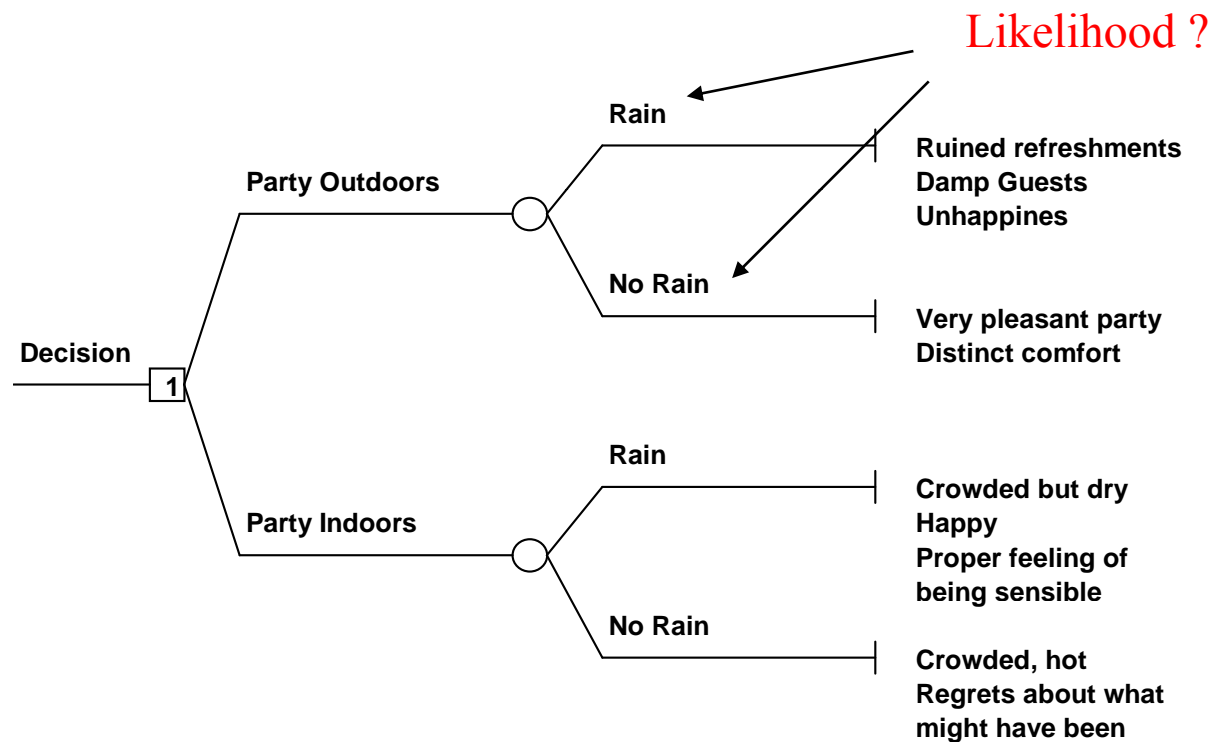 Likelihood ?
Rain
Ruined refreshments
Damp Guests
Unhappines
Party Outdoors
No Rain
Very pleasant party
Distinct comfort
Decision
1
Rain
Crowded but dry
Happy
Proper feeling of
being sensible
Party Indoors
No Rain
Crowded, hot
Regrets about what
might have been